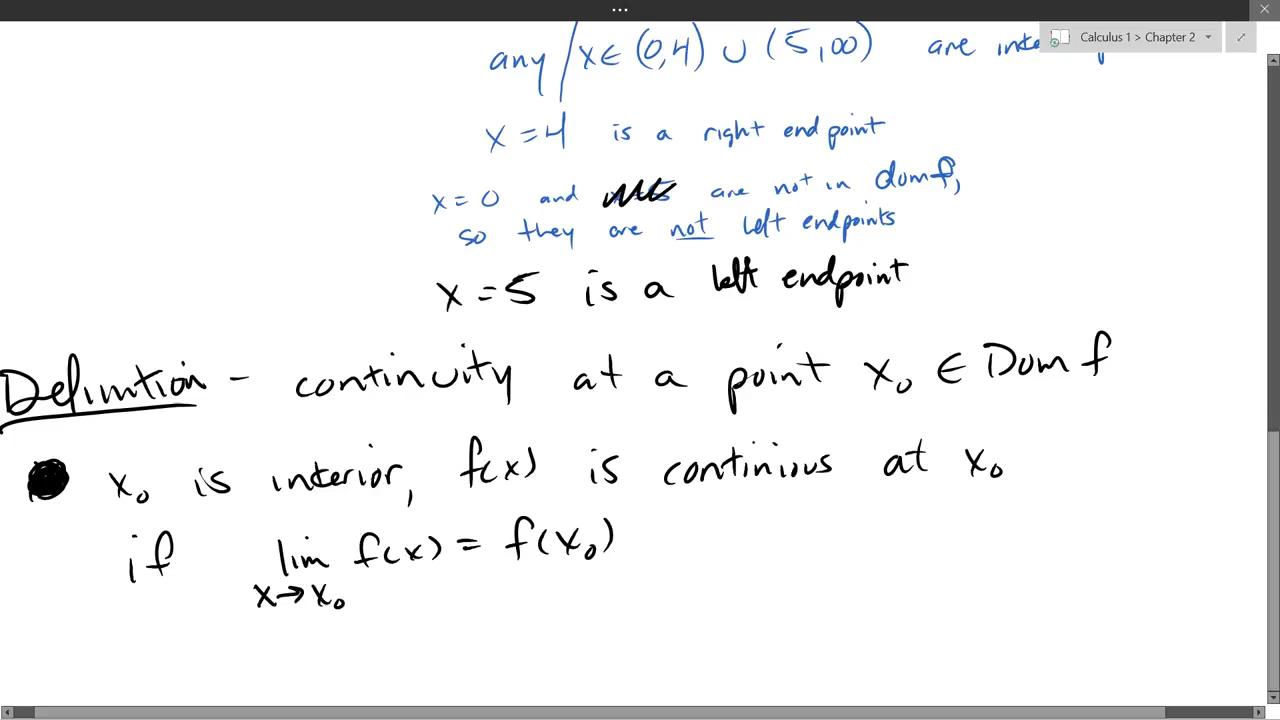 Calculus 1 > Chapter 2
any x ∈ (0,4) ∪ (5,∞) are
x = 4 is a right endpoint
x = 0 and are not in domf,
so they are not left endpoints
x = 5 is a left endpoint
Definition - continuity at a point x₀ ∈ Dom f
x₀ is interior, f(x) is continious at x₀
if lim f(x) = f(x₀)
x→x₀